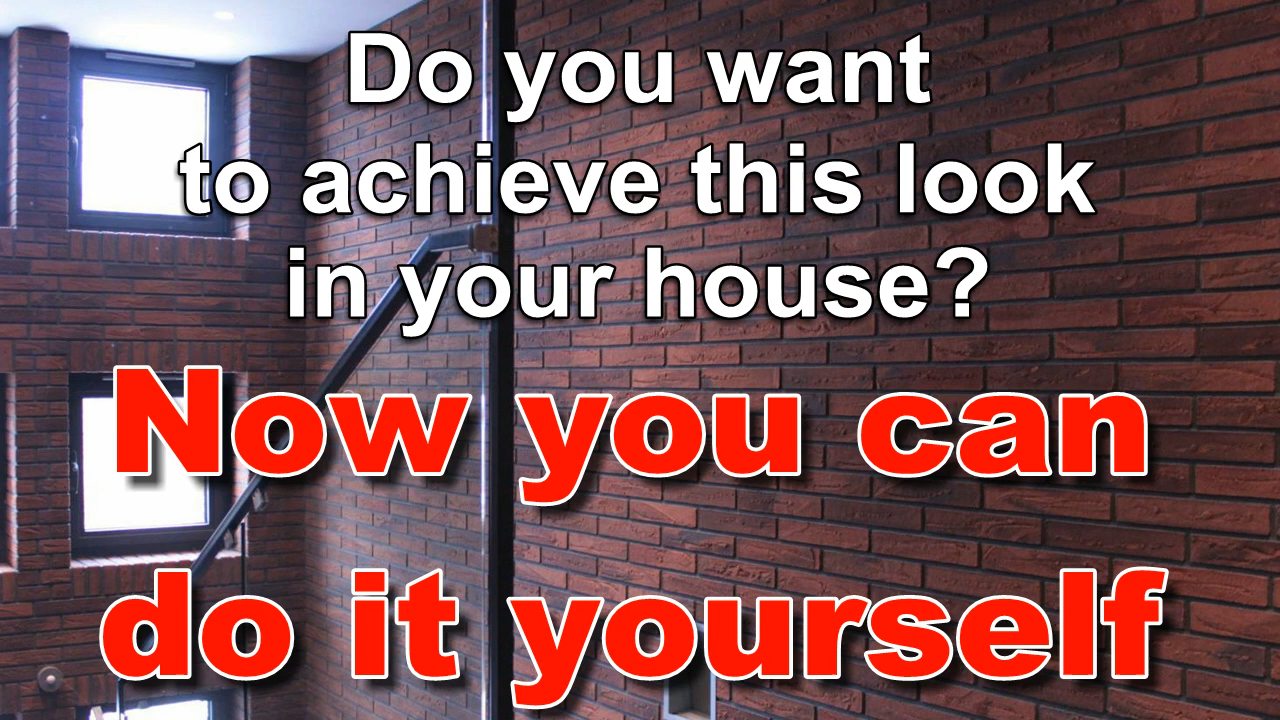 Do you want
to achieve this look
in your house?
Now you can
do it yourself